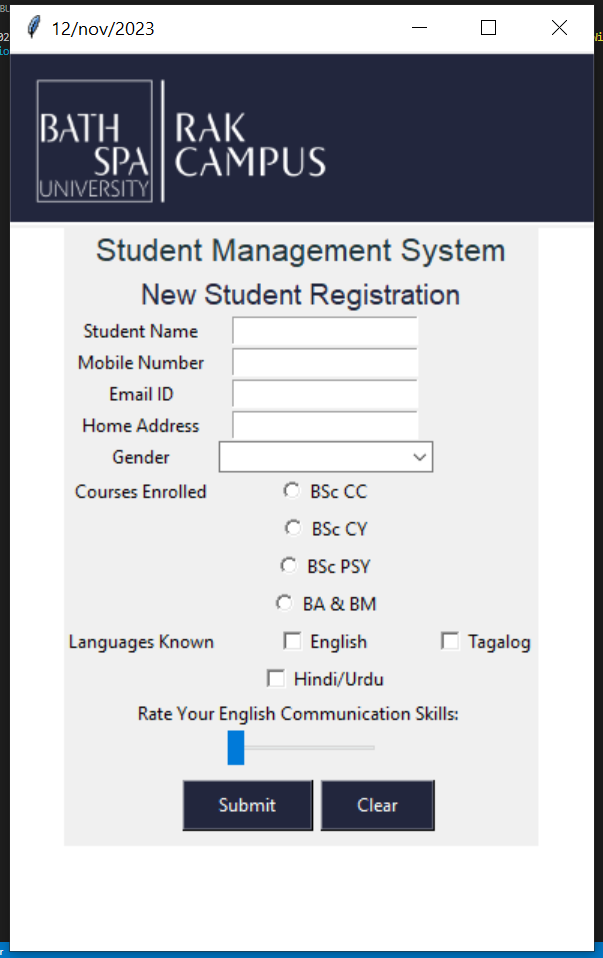 12/nov/2023
BATH
SPA
UNIVERSITY
RAK
CAMPUS
Student Management System
New Student Registration
Student Name
Mobile Number
Email ID
Home Address
Gender
Courses Enrolled
BSc CC
BSc CY
BSc PSY
BA & BM
Languages Known
English
Tagalog
Hindi/Urdu
Rate Your English Communication Skills:
Submit
Clear